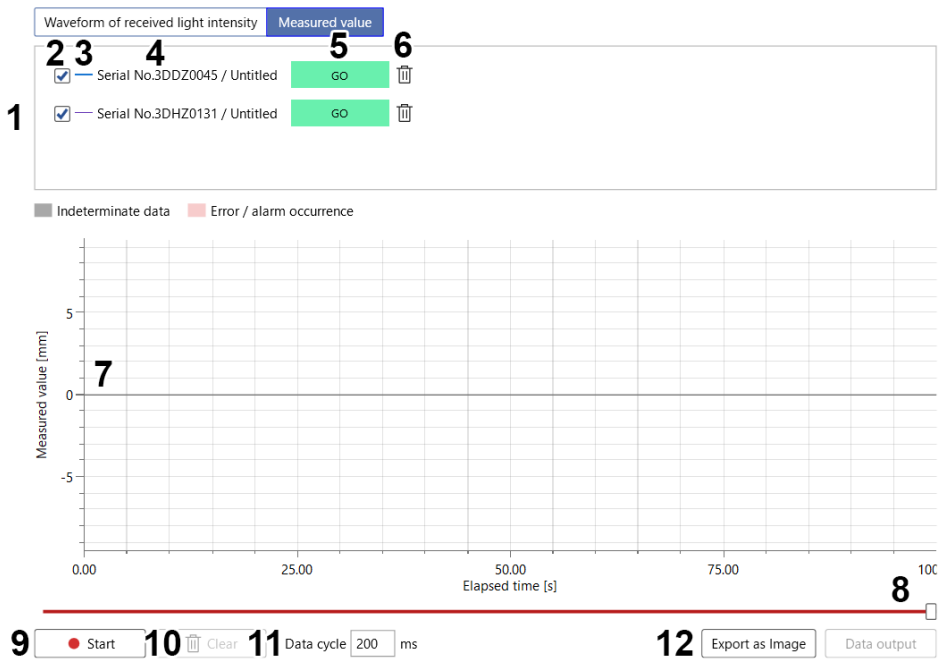 Waveform of received light intensity Measured value
2 3 4 5 6
Serial No.3DDZ0045 / Untitled GO
1 Serial No.3DHZ0131 / Untitled GO
Indeterminate data Error / alarm occurrence
Measured value [mm]
5
7
0
-5
0.00 25.00 50.00 75.00 100
Elapsed time [s]
8
9 Start 10 Clear 11 Data cycle 200 ms 12 Export as Image Data output